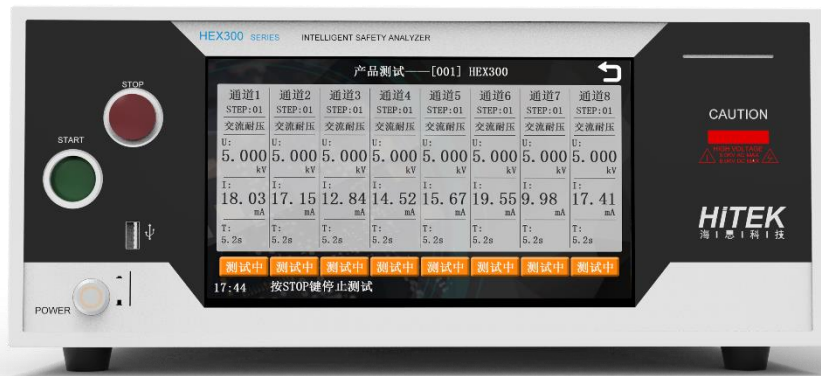 HEX300 SERIES INTELLIGENT SAFETY ANALYZER
产品测试——[001] HEX300
通道1 通道2 通道3 通道4 通道5 通道6 通道7 通道8
STEP:01 STEP:01 STEP:01 STEP:01 STEP:01 STEP:01 STEP:01 STEP:01
交流耐压 交流耐压 交流耐压 交流耐压 交流耐压 交流耐压 交流耐压 交流耐压
U: U: U: U: U: U: U: U:
5.000 5.000 5.000 5.000 5.000 5.000 5.000 5.000
kV kV kV kV kV kV kV kV
I: I: I: I: I: I: I: I:
18.03 17.15 12.84 14.52 15.67 19.55 9.98 17.41
mA mA mA mA mA mA mA mA
T: T: T: T: T: T: T: T:
5.2s 5.2s 5.2s 5.2s 5.2s 5.2s 5.2s 5.2s
测试中 测试中 测试中 测试中 测试中 测试中 测试中 测试中
17:44 按STOP键停止测试
STOP
START
POWER
CAUTION
HIGH VOLTAGE
HiTEK
海思科技